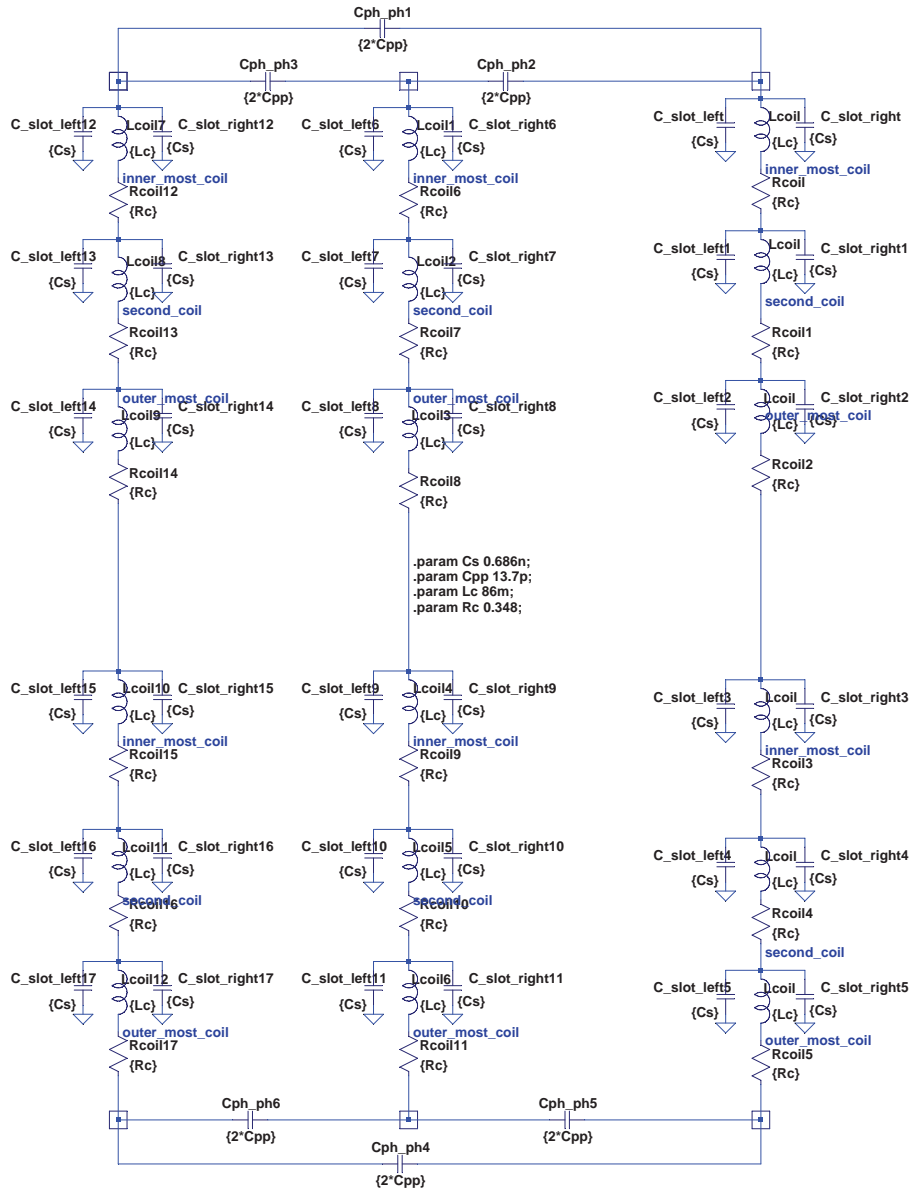 Cph_ph1
{2*Cpp}
Cph_ph3
Cph_ph2
{2*Cpp}
{2*Cpp}
C_slot_left12
Lcoil7
C_slot_right12
{Cs}
{Lc}
{Cs}
inner_most_coil
Rcoil12
{Rc}
C_slot_left6
Lcoil1
C_slot_right6
{Cs}
{Lc}
{Cs}
inner_most_coil
Rcoil6
{Rc}
C_slot_left
Lcoil
C_slot_right
{Cs}
{Lc}
{Cs}
inner_most_coil
Rcoil
{Rc}
C_slot_left13
Lcoil8
C_slot_right13
{Cs}
{Lc}
{Cs}
second_coil
Rcoil13
{Rc}
C_slot_left7
Lcoil2
C_slot_right7
{Cs}
{Lc}
{Cs}
second_coil
Rcoil7
{Rc}
C_slot_left1
Lcoil
C_slot_right1
{Cs}
{Lc}
{Cs}
second_coil
Rcoil1
{Rc}
outer_most_coil
C_slot_left14
Lcoil9
C_slot_right14
{Cs}
{Lc}
{Cs}
Rcoil14
{Rc}
outer_most_coil
C_slot_left8
Lcoil3
C_slot_right8
{Cs}
{Lc}
{Cs}
Rcoil8
{Rc}
C_slot_left2
Lcoil
C_slot_right2
outer_most_coil
{Cs}
{Lc}
{Cs}
Rcoil2
{Rc}
.param Cs 0.686n;
.param Cpp 13.7p;
.param Lc 86m;
.param Rc 0.348;
C_slot_left15
Lcoil10
C_slot_right15
{Cs}
{Lc}
{Cs}
inner_most_coil
Rcoil15
{Rc}
C_slot_left9
Lcoil4
C_slot_right9
{Cs}
{Lc}
{Cs}
inner_most_coil
Rcoil9
{Rc}
C_slot_left3
Lcoil
C_slot_right3
{Cs}
{Lc}
{Cs}
inner_most_coil
Rcoil3
{Rc}
C_slot_left16
Lcoil11
C_slot_right16
{Cs}
{Lc}
{Cs}
second_coil
Rcoil16
{Rc}
C_slot_left10
Lcoil5
C_slot_right10
{Cs}
{Lc}
{Cs}
second_coil
Rcoil10
{Rc}
C_slot_left4
Lcoil
C_slot_right4
{Cs}
{Lc}
{Cs}
Rcoil4
{Rc}
second_coil
C_slot_left17
Lcoil12
C_slot_right17
{Cs}
{Lc}
{Cs}
outer_most_coil
Rcoil17
{Rc}
C_slot_left11
Lcoil6
C_slot_right11
{Cs}
{Lc}
{Cs}
outer_most_coil
Rcoil11
{Rc}
C_slot_left5
Lcoil
C_slot_right5
{Cs}
{Lc}
{Cs}
outer_most_coil
Rcoil5
{Rc}
Cph_ph6
Cph_ph5
{2*Cpp}
{2*Cpp}
Cph_ph4
{2*Cpp}